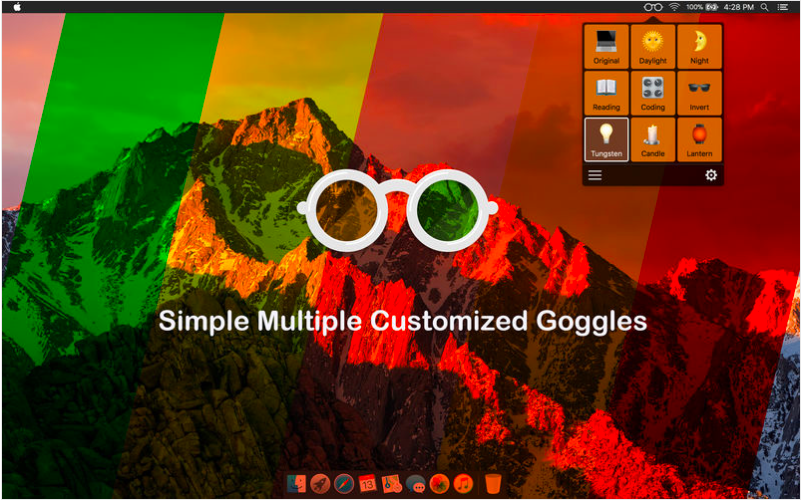 100% 4:28 PM
Original Daylight Night
Reading Coding Invert
Tungsten Candle Lantern
Simple Multiple Customized Goggles
13